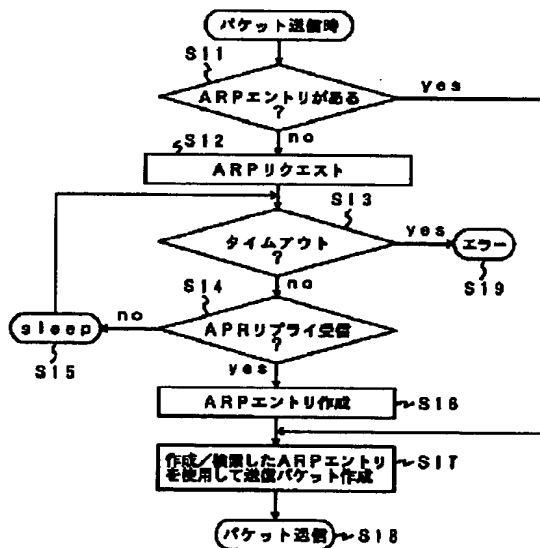 パケット送信時
S11
ARPエントリがある
?
yes
no
S12
ARPリクエスト
S13
タイムアウト
?
yes
エラー
S19
no
S14
APRリプライ受信
?
no
sleep
S15
yes
ARPエントリ作成
S16
作成/検索したARPエントリ
を使用して送信パケット作成
S17
パケット送信
S18